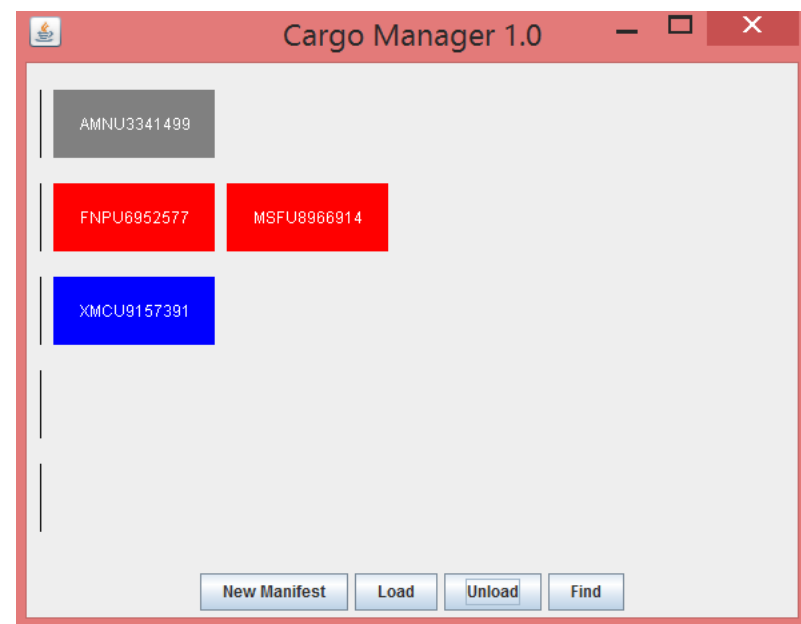 Cargo Manager 1.0
AMNU3341499
FNPU6952577 MSFU8966914
XMCU9157391
New Manifest Load Unload Find